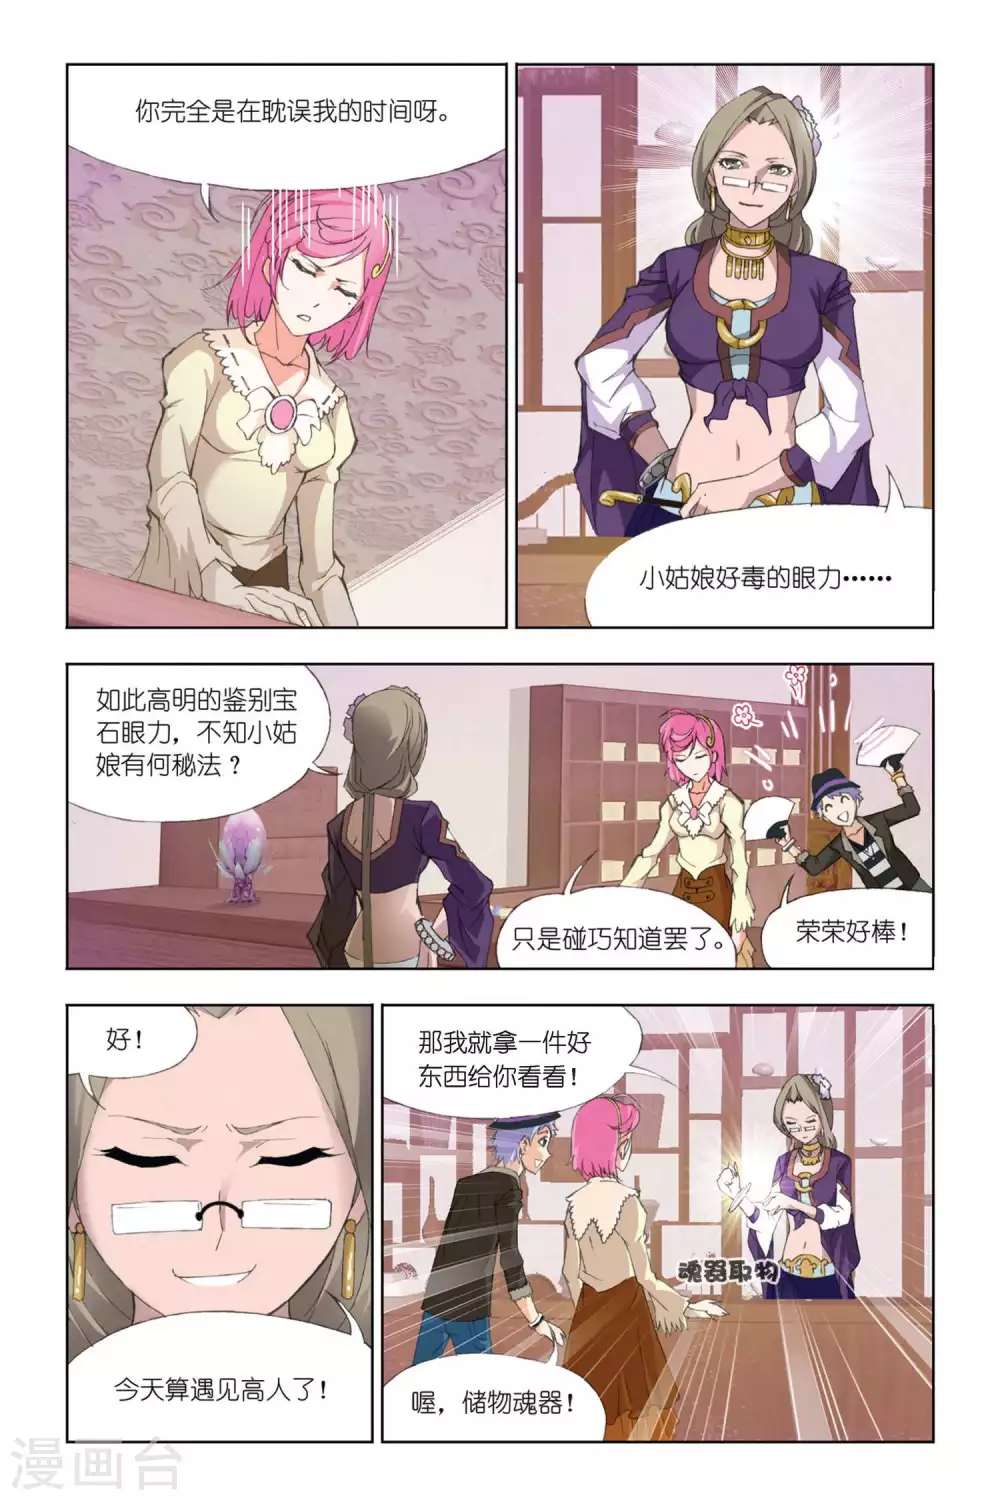 你完全是在耽误我的时间呀。
小姑娘好毒的眼力⋯⋯
如此高明的鉴别宝
石眼力，不知小姑
娘有何秘法？
只是碰巧知道罢了。
荣荣好棒！
好！
今天算遇见高人了！
那我就拿一件好
东西给你看看！
魂器取物
喔，储物魂器！
漫画台